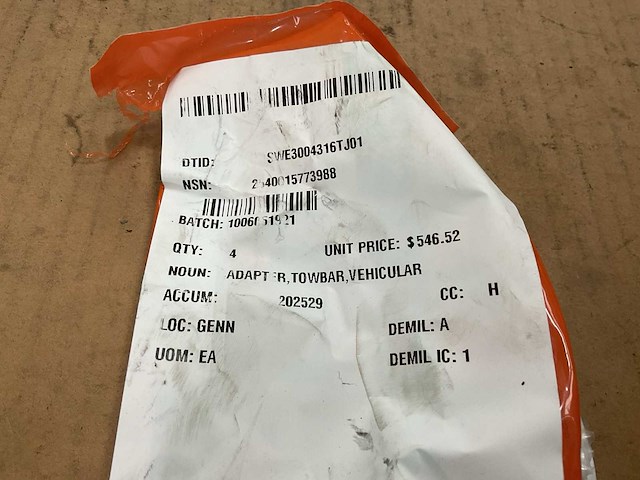 DTID: SWE3004316TJ01
NSN: 2540015773988
BATCH:
QTY: 4 UNIT PRICE: $546.52
NOUN: ADAPTER,TOWBAR,VEHICULAR
ACCUM: 202529 CC: H
LOC: GENN DEMIL: A
UOM: EA DEMIL IC: 1